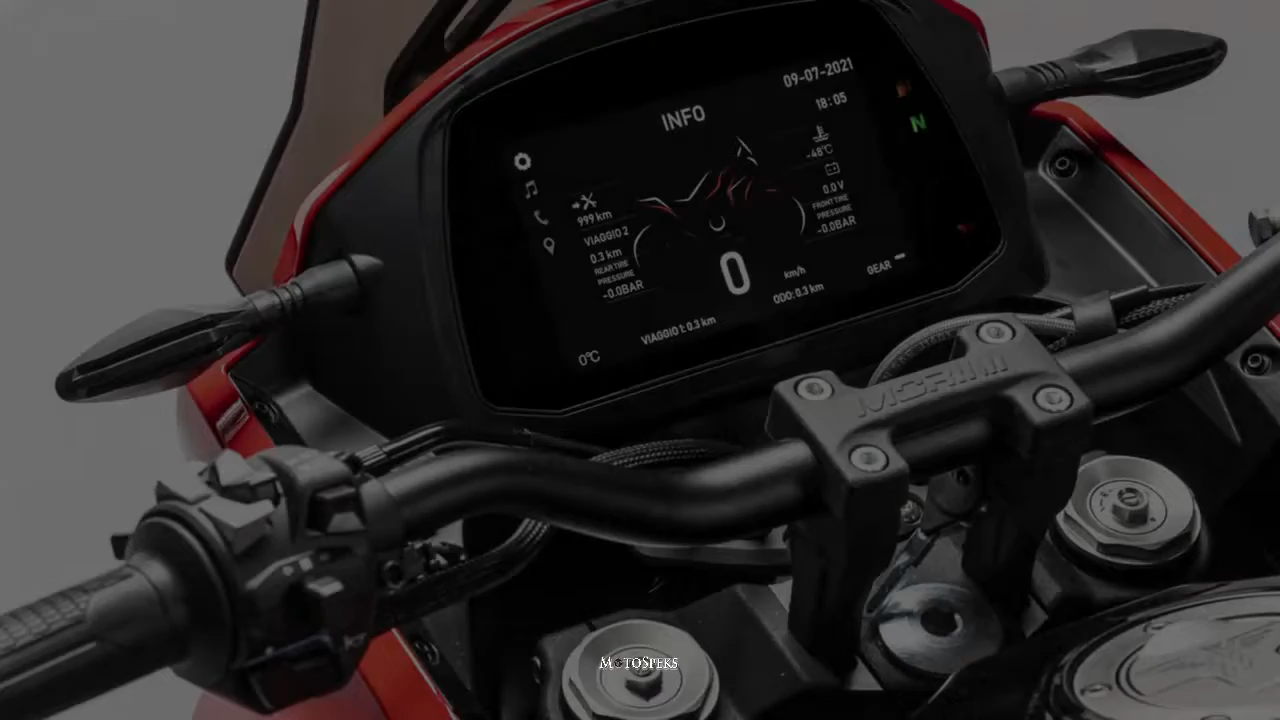 09-07-2021
INFO
18:05
-48°C
0.0 V
FRONT TIRE
PRESSURE
-0.0BAR
999 km
VIAGGIO 2
0.3 km
REAR TIRE
PRESSURE
-0.0BAR
0
km/h
GEAR –
ODO: 0.3 km
VIAGGIO 1: 0.3 km
0°C
N
MORINI
MOTOSPEKS